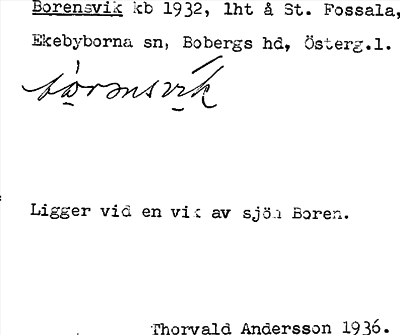 Borensvik kb 1932, lht å St. Fossala,
Ekebyborna sn, Bobergs hd, Österg.l.
Ligger vid en vik av sjön Boren.
Thorvald Andersson 1936.